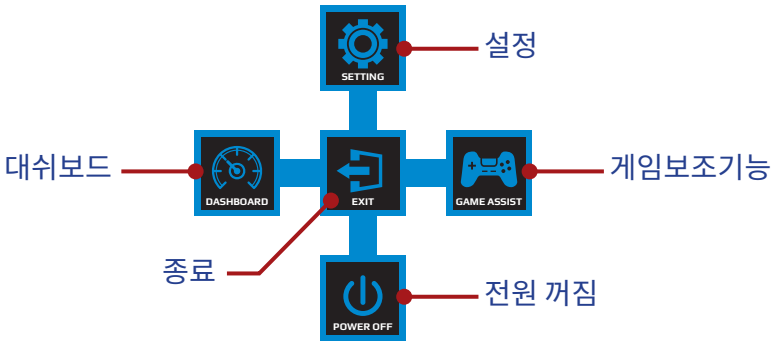 설정
SETTING
대쉬보드
DASHBOARD
EXIT
GAME ASSIST
게임보조기능
종료
전원 꺼짐
POWER OFF